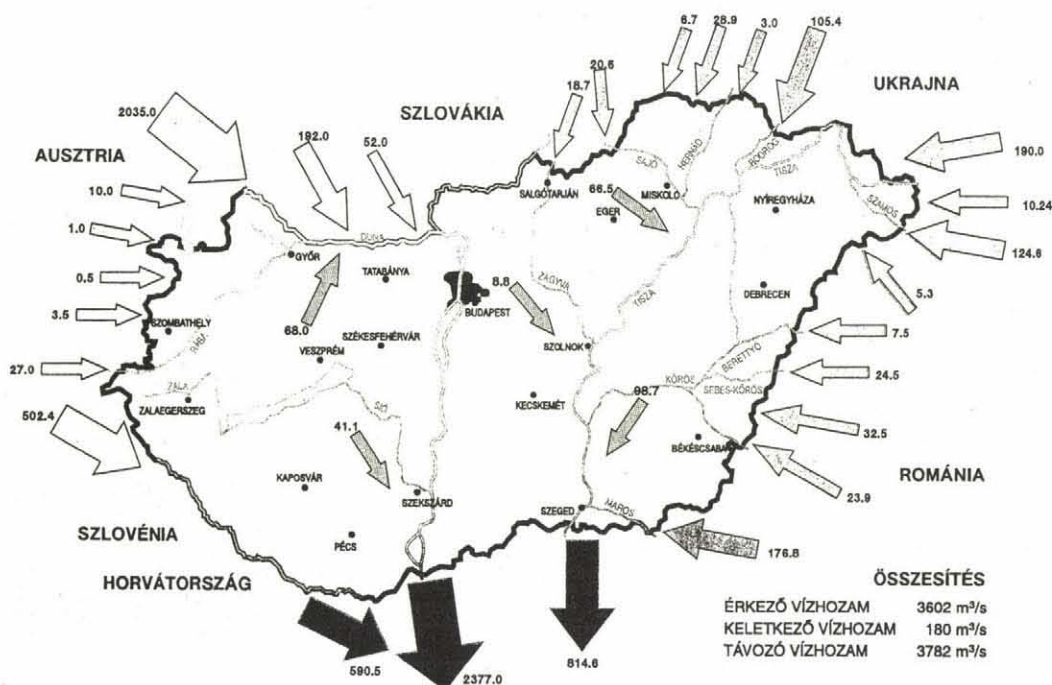 6.7 28.9 3.0 105.4
20.6
18.7
UKRAJNA
SZLOVÁKIA
2035.0
192.0 52.0
AUSZTRIA
190.0
10.0
SAJÓ HERNÁD BODROG
TISZA
SALGÓTARJÁN
66.5 MISKOLC
SZAMOS
10.24
EGER
NYÍREGYHÁZA
1.0
DUNA
GYŐR
124.6
0.5
TATABÁNYA
ZAGYVA
8.8
TISZA
DEBRECEN
5.3
3.5
BUDAPEST
SZOMBATHELY
68.0
SZÉKESFEHÉRVÁR
7.5
RÁBA
VESZPRÉM
SZOLNOK
BERETTYÓ
27.0
24.5
ZALA
KÖRÖS
SEBES-KÖRÖS
ZALAEGERSZEG
KECSKEMÉT
98.7
502.4
SIÓ
41.1
32.5
BÉKÉSCSABA
ROMÁNIA
KAPOSVÁR
SZEKSZÁRD
23.9
SZEGED
MAROS
SZLOVÉNIA
PÉCS
176.8
HORVÁTORSZÁG
ÖSSZESÍTÉS
ÉRKEZŐ VÍZHOZAM 3602 m³/s
KELETKEZŐ VÍZHOZAM 180 m³/s
TÁVOZÓ VÍZHOZAM 3782 m³/s
590.5
2377.0
814.6